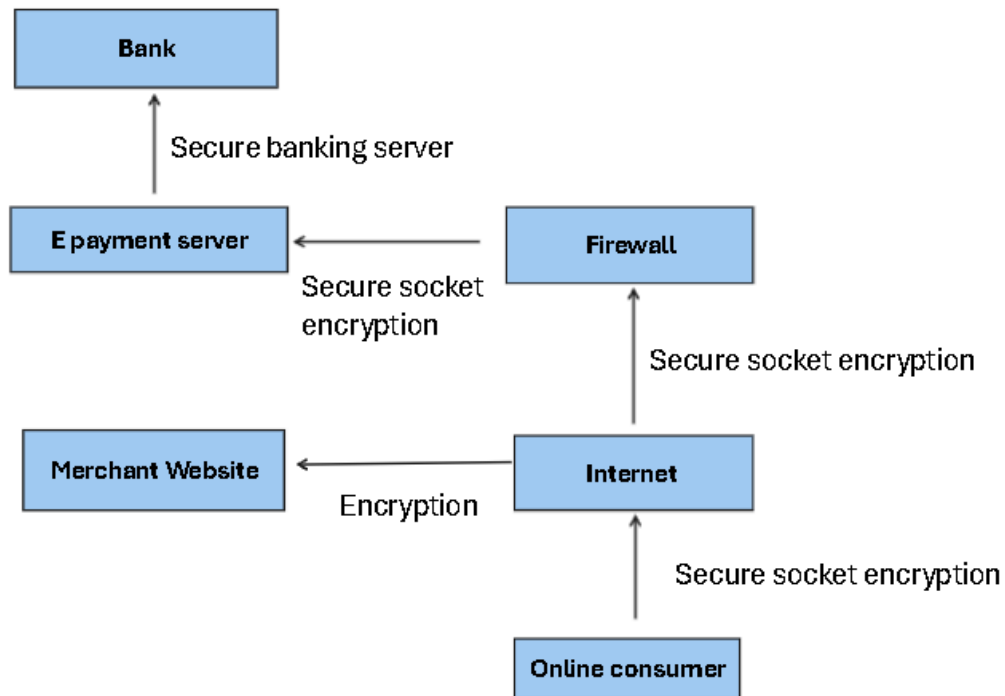 Bank
Secure banking server
E payment server
Firewall
Secure socket
encryption
Secure socket encryption
Merchant Website
Internet
Encryption
Secure socket encryption
Online consumer